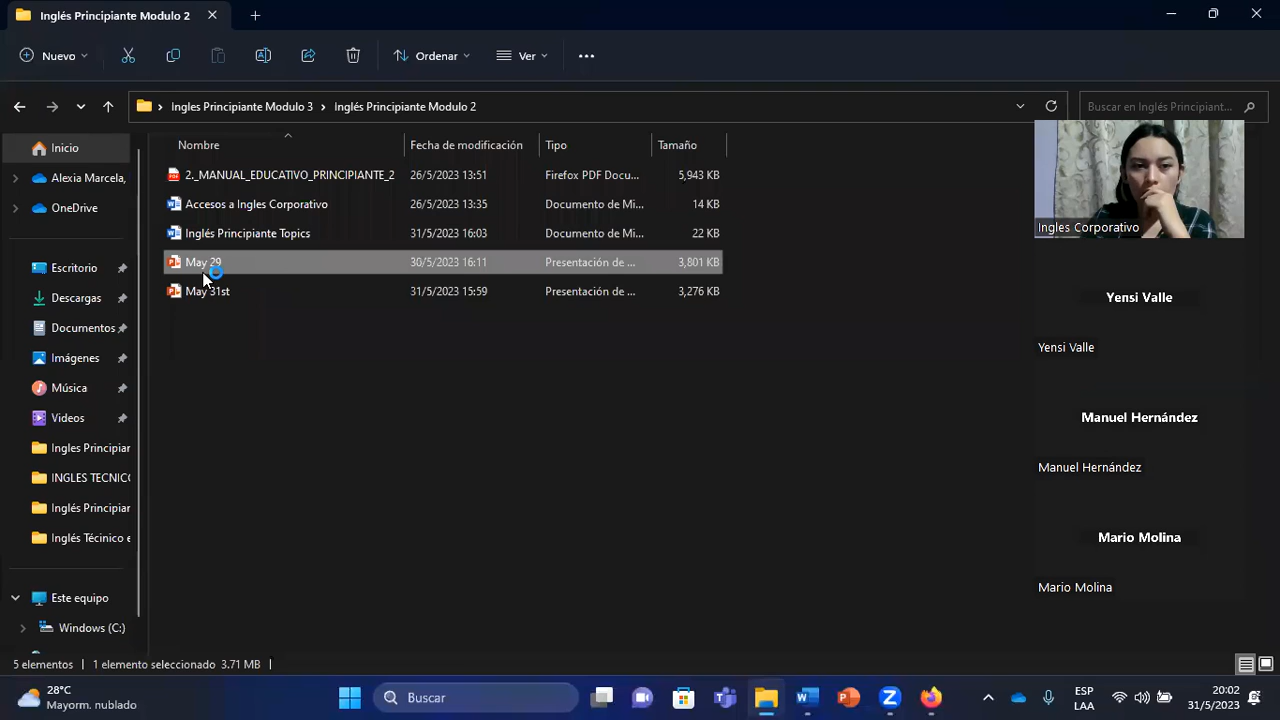 Inglés Principiante Modulo 2
Nuevo
Ordenar
Ver
Ingles Principiante Modulo 3 > Inglés Principiante Modulo 2
Buscar en Inglés Principiant...
Inicio
Alexia Marcela,
OneDrive
Escritorio
Descargas
Documentos
Imágenes
Música
Videos
Ingles Principiar
INGLES TECNICO
Inglés Principiar
Inglés Técinico e
Este equipo
Windows (C:)
Nombre Fecha de modificación Tipo Tamaño
2._MANUAL_EDUCATIVO_PRINCIPIANTE_2 26/5/2023 13:51 Firefox PDF Docu... 5,943 KB
Accesos a Ingles Corporativo 26/5/2023 13:35 Documento de Mi... 14 KB
Inglés Principiante Topics 31/5/2023 16:03 Documento de Mi... 22 KB
May 29 30/5/2023 16:11 Presentación de ... 3,801 KB
May 31st 31/5/2023 15:59 Presentación de ... 3,276 KB
Ingles Corporativo
Yensi Valle
Yensi Valle
Manuel Hernández
Manuel Hernández
Mario Molina
Mario Molina
5 elementos 1 elemento seleccionado 3.71 MB
28°C
Mayorm. nublado
Buscar
ESP
LAA
20:02
31/5/2023